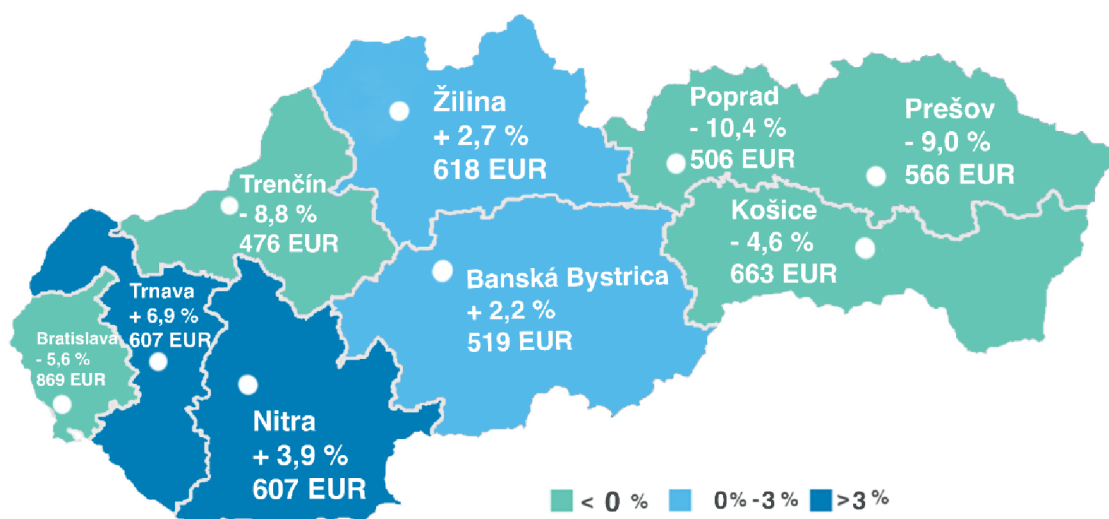 Žilina
+ 2,7 %
618 EUR
Poprad
- 10,4 %
506 EUR
Prešov
- 9,0 %
566 EUR
Trenčín
- 8,8 %
476 EUR
Košice
- 4,6 %
663 EUR
Banská Bystrica
+ 2,2 %
519 EUR
Trnava
+ 6,9 %
607 EUR
Bratislava
- 5,6 %
869 EUR
Nitra
+ 3,9 %
607 EUR
< 0 % 0% -3 % >3 %